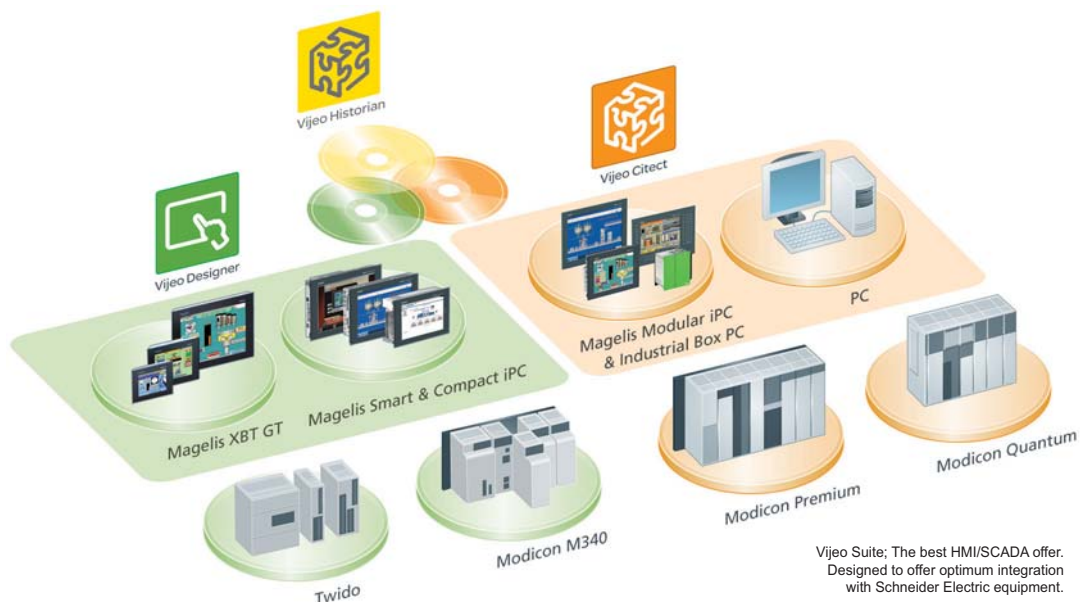 Vijeo Historian
Vijeo Citect
Vijeo Designer
PC
Magelis Modular iPC
& Industrial Box PC
Magelis Smart & Compact iPC
Magelis XBT GT
Modicon Quantum
Modicon Premium
Modicon M340
Twido
Vijeo Suite; The best HMI/SCADA offer.
Designed to offer optimum integration
with Schneider Electric equipment.